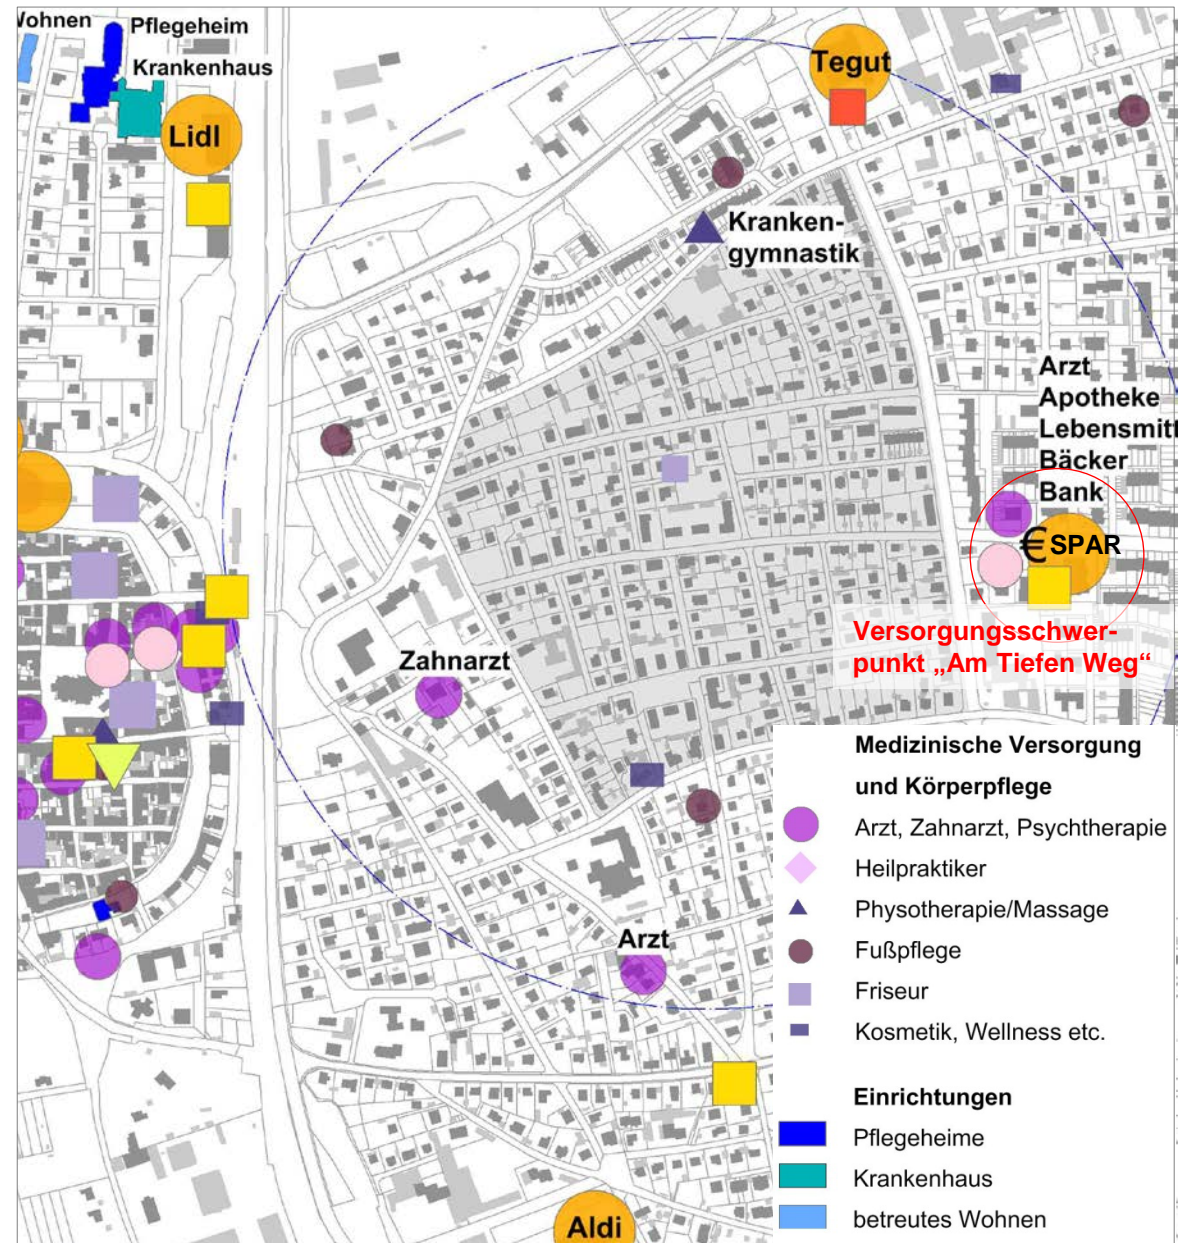 Wohnen
Pflegeheim
Krankenhaus
Lidl
Tegut
Kranken-
gymnastik
Arzt
Apotheke
Lebensmitt
Bäcker
Bank
€ SPAR
Versorgungsschwer-
punkt „Am Tiefen Weg“
Zahnarzt
Arzt
Aldi
Medizinische Versorgung
und Körperpflege
Arzt, Zahnarzt, Psychtherapie
Heilpraktiker
Physotherapie/Massage
Fußpflege
Friseur
Kosmetik, Wellness etc.
Einrichtungen
Pflegeheime
Krankenhaus
betreutes Wohnen